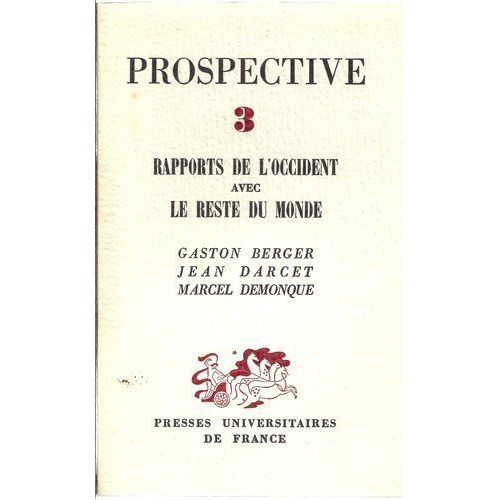 PROSPECTIVE
3
RAPPORTS DE L'OCCIDENT
AVEC
LE RESTE DU MONDE
GASTON BERGER
JEAN DARCET
MARCEL DEMONQUE
PRESSES UNIVERSITAIRES
DE FRANCE